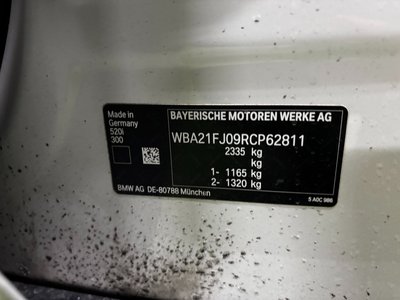 Made in
Germany
520i
300
BAYERISCHE MOTOREN WERKE AG
WBA21FJ09RCP62811
2335 kg
kg
1- 1165 kg
2- 1320 kg
BMW AG DE-80788 München
5 A0C 986